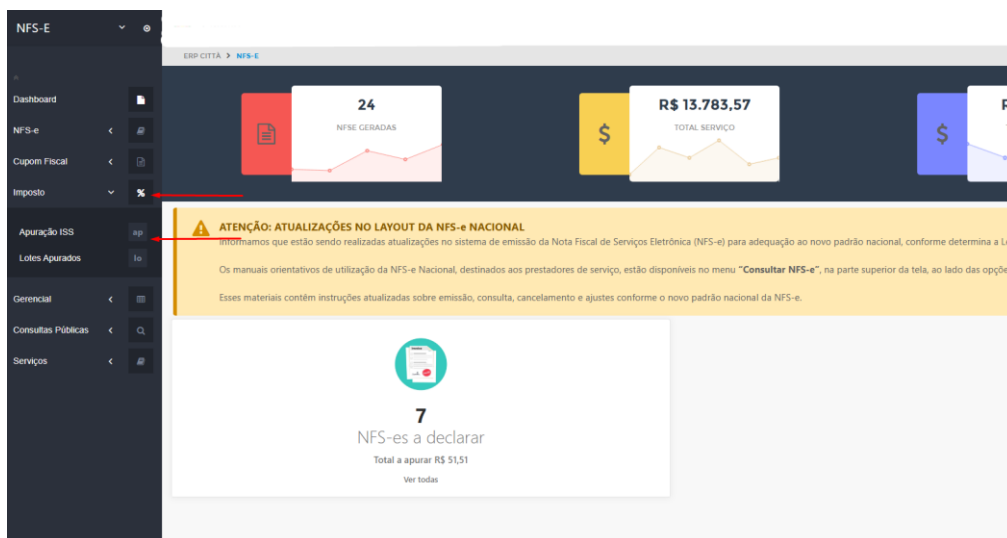 NFS-E
ERP CITTÀ > NFS-E
Dashboard
NFS-e
Cupom Fiscal
Imposto
Apuração ISS
ap
Lotes Apurados
lo
Gerencial
Consultas Públicas
Serviços
24
NFSE GERADAS
R$ 13.783,57
TOTAL SERVIÇO
ATENÇÃO: ATUALIZAÇÕES NO LAYOUT DA NFS-e NACIONAL
Informamos que estão sendo realizadas atualizações no sistema de emissão da Nota Fiscal de Serviços Eletrônica (NFS-e) para adequação ao novo padrão nacional, conforme determina a
Os manuais orientativos de utilização da NFS-e Nacional, destinados aos prestadores de serviço, estão disponíveis no menu "Consultar NFS-e", na parte superior da tela, ao lado das
Esses materiais contêm instruções atualizadas sobre emissão, consulta, cancelamento e ajustes conforme o novo padrão nacional da NFS-e.
7
NFS-es a declarar
Total a apurar R$ 51,51
Ver todas